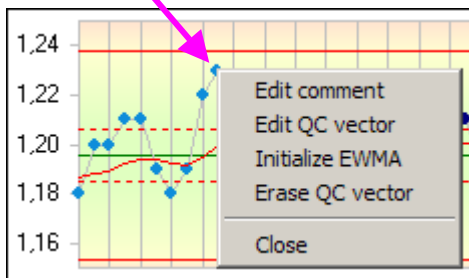 1,24
1,22
1,20
1,18
1,16
Edit comment
Edit QC vector
Initialize EWMA
Erase QC vector
Close